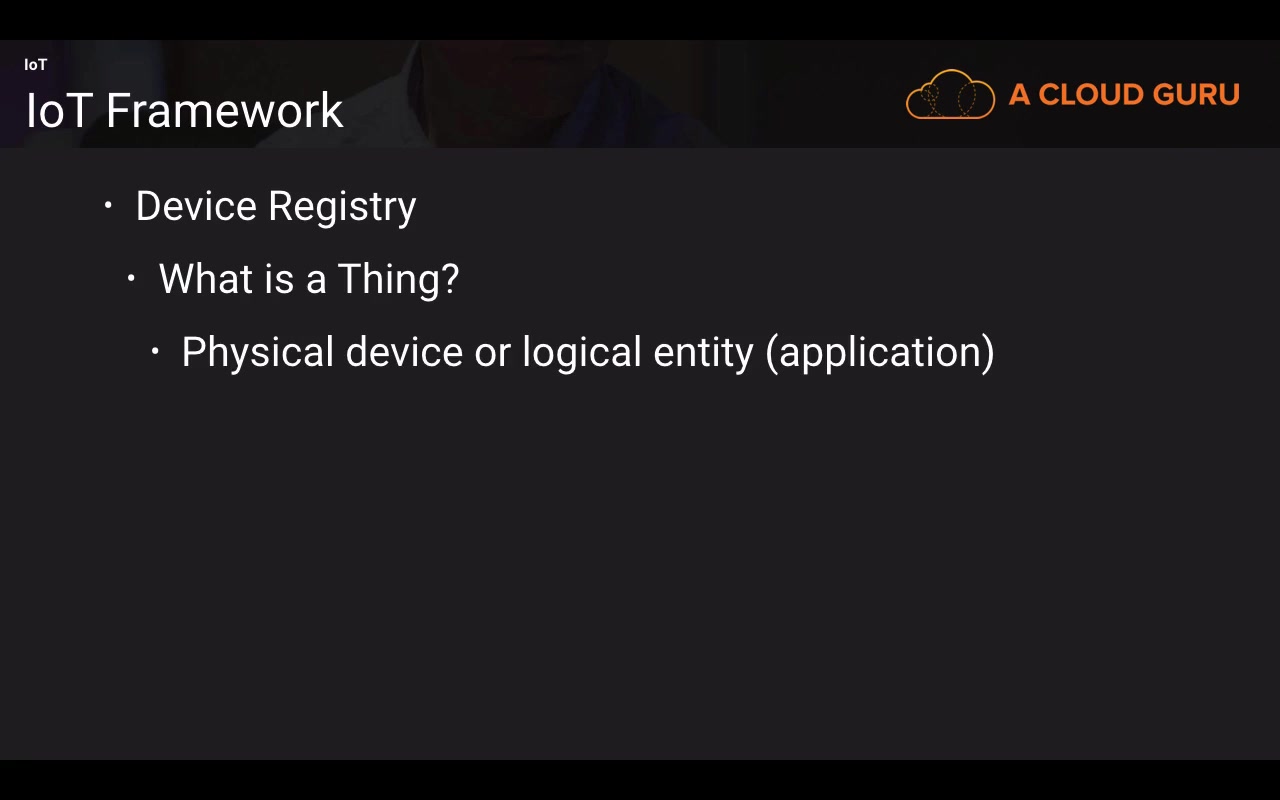 IoT
IoT Framework
A CLOUD GURU
• Device Registry
• What is a Thing?
• Physical device or logical entity (application)